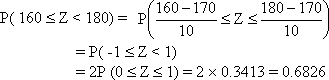 P( 160 ≤ Z < 180) = P( (160−170)/10 ≤ Z ≤ (180−170)/10 )
= P( -1 ≤ Z < 1)
= 2P (0 ≤ Z ≤ 1) = 2 × 0.3413 = 0.6826